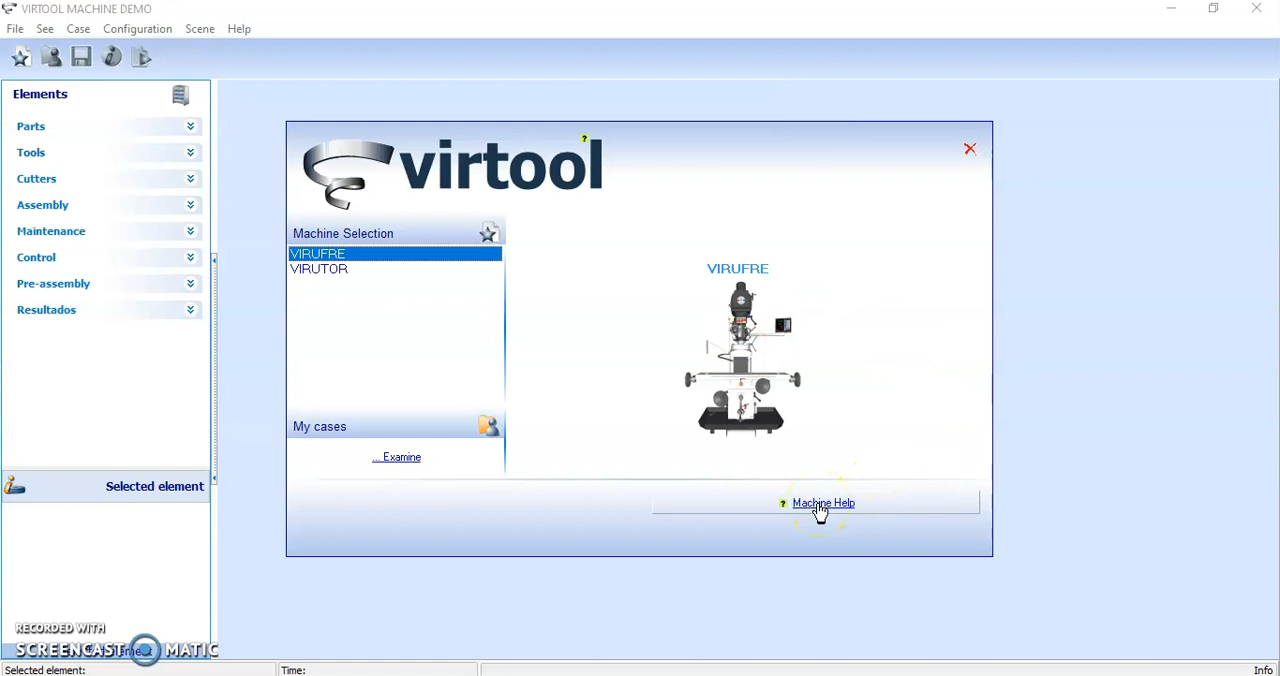 VIRTOOL MACHINE DEMO
File See Case Configuration Scene Help
Elements
Parts
Tools
Cutters
Assembly
Maintenance
Control
Pre-assembly
Resultados
Selected element
virtool
Machine Selection
VIRUFRE
VIRUTOR
My cases
... Examine
VIRUFRE
? Machine Help
RECORDED WITH
SCREENCAST MATIC
Selected element:
Time:
Info